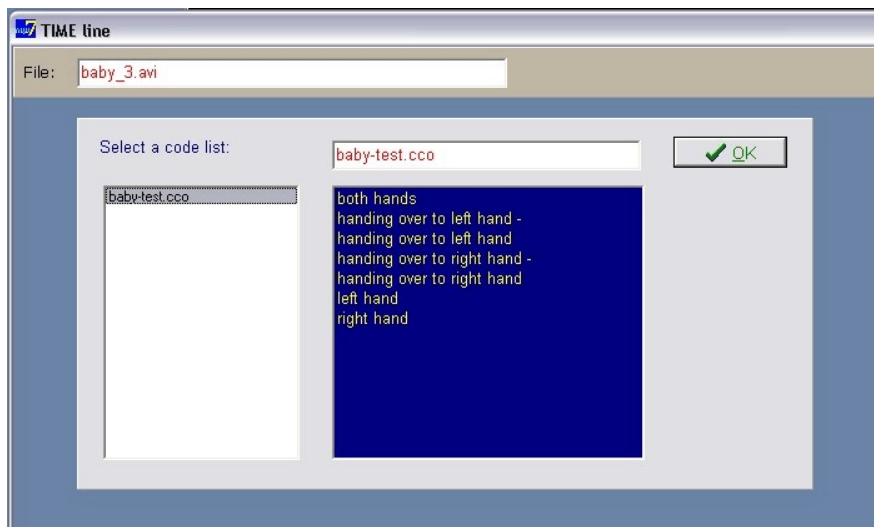 TIME line
File: baby_3.avi
Select a code list:
baby-test.cco
OK
baby-test.cco
both hands
handing over to left hand -
handing over to left hand
handing over to right hand -
handing over to right hand
left hand
right hand